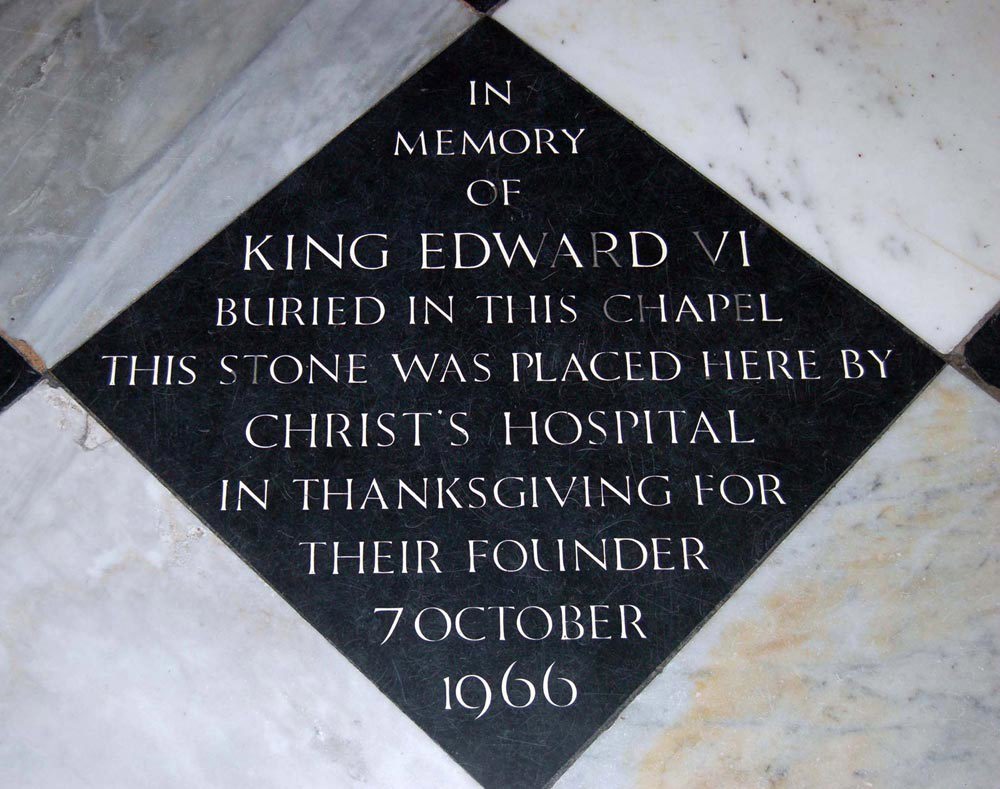 IN
MEMORY
OF
KING EDWARD VI
BURIED IN THIS CHAPEL
THIS STONE WAS PLACED HERE BY
CHRIST'S HOSPITAL
IN THANKSGIVING FOR
THEIR FOUNDER
7 OCTOBER
1966